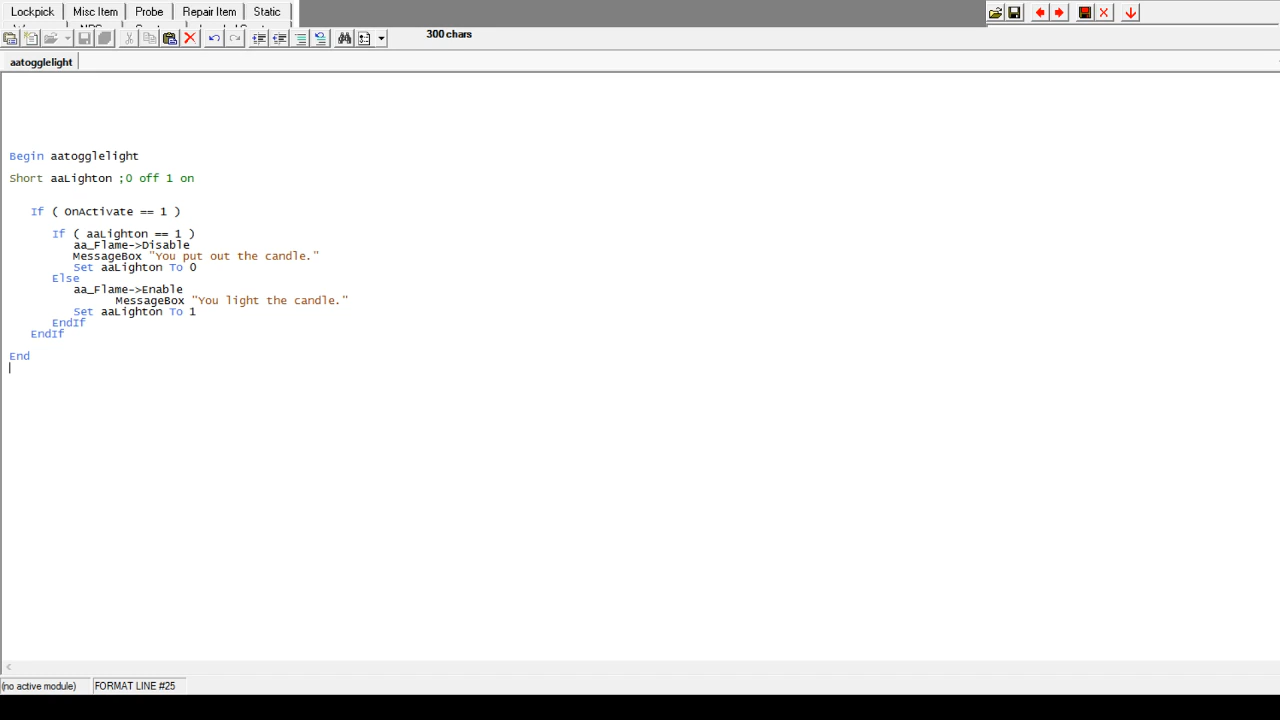 Lockpick Misc Item Probe Repair Item Static
300 chars
aatogglelight
Begin aatogglelight
Short aaLighton ;0 off 1 on
If ( OnActivate == 1 )
If ( aaLighton == 1 )
aa_Flame->Disable
MessageBox "You put out the candle."
Set aaLighton To 0
Else
aa_Flame->Enable
MessageBox "You light the candle."
Set aaLighton To 1
EndIf
EndIf
End
(no active module) FORMAT LINE #25